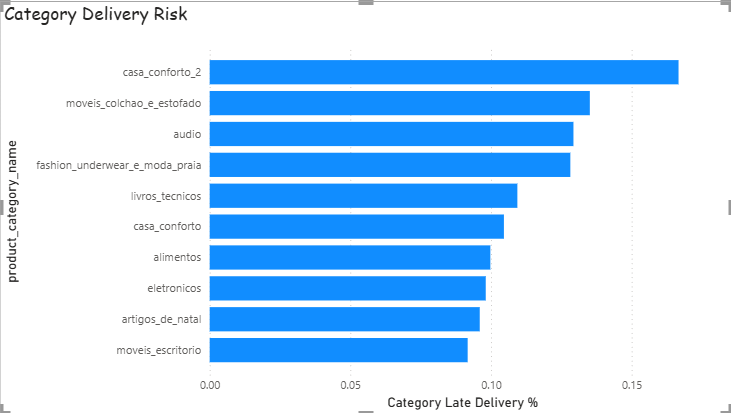 Category Delivery Risk
product_category_name
casa_conforto_2
moveis_colchao_e_estofado
audio
fashion_underwear_e_moda_praia
livros_tecnicos
casa_conforto
alimentos
eletronicos
artigos_de_natal
moveis_escritorio
0.00 0.05 0.10 0.15
Category Late Delivery %